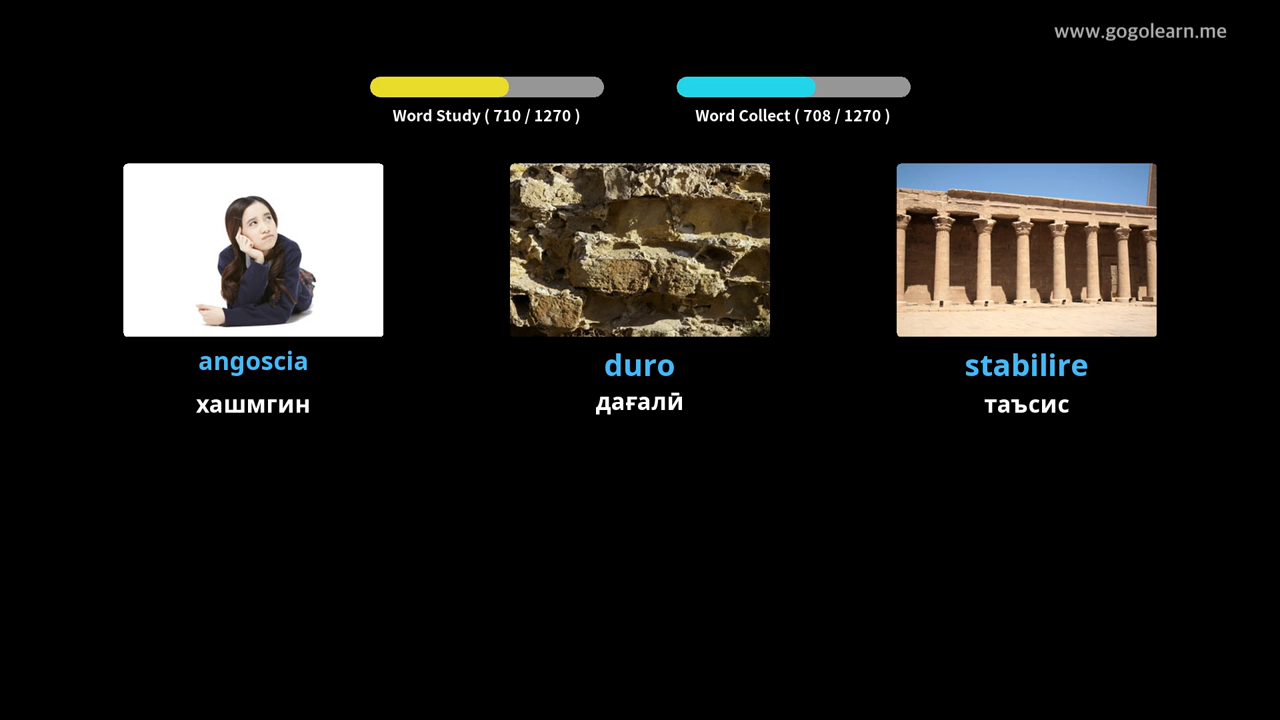 www.gogolearn.me
Word Study ( 710 / 1270 )
Word Collect ( 708 / 1270 )
angoscia
duro
stabilire
хашмгин
дағалӣ
таъсис